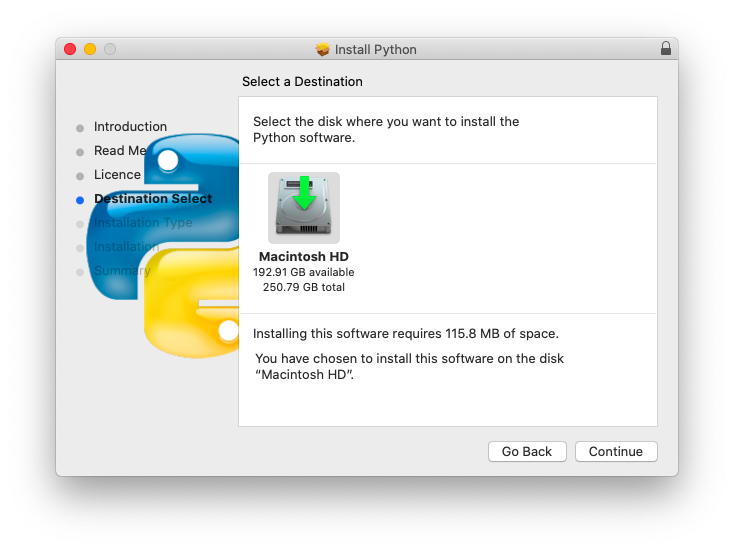 Install Python
Select a Destination
Introduction
Read Me
Licence
Destination Select
Installation Type
Installation
Summary
Select the disk where you want to install the
Python software.
Macintosh HD
192.91 GB available
250.79 GB total
Installing this software requires 115.8 MB of space.
You have chosen to install this software on the disk
“Macintosh HD”.
Go Back
Continue